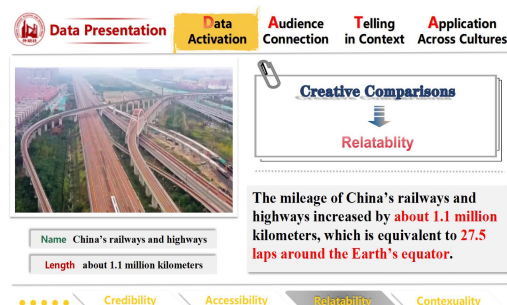 Data Presentation
Data
Activation
Audience
Connection
Telling
in Context
Application
Across Cultures
Creative Comparisons
Relatablity
The mileage of China's railways and
highways increased by about 1.1 million
kilometers, which is equivalent to 27.5
laps around the Earth's equator.
Name China's railways and highways
Length about 1.1 million kilometers
Credibility
Accessibility
Relatability
Contexuality